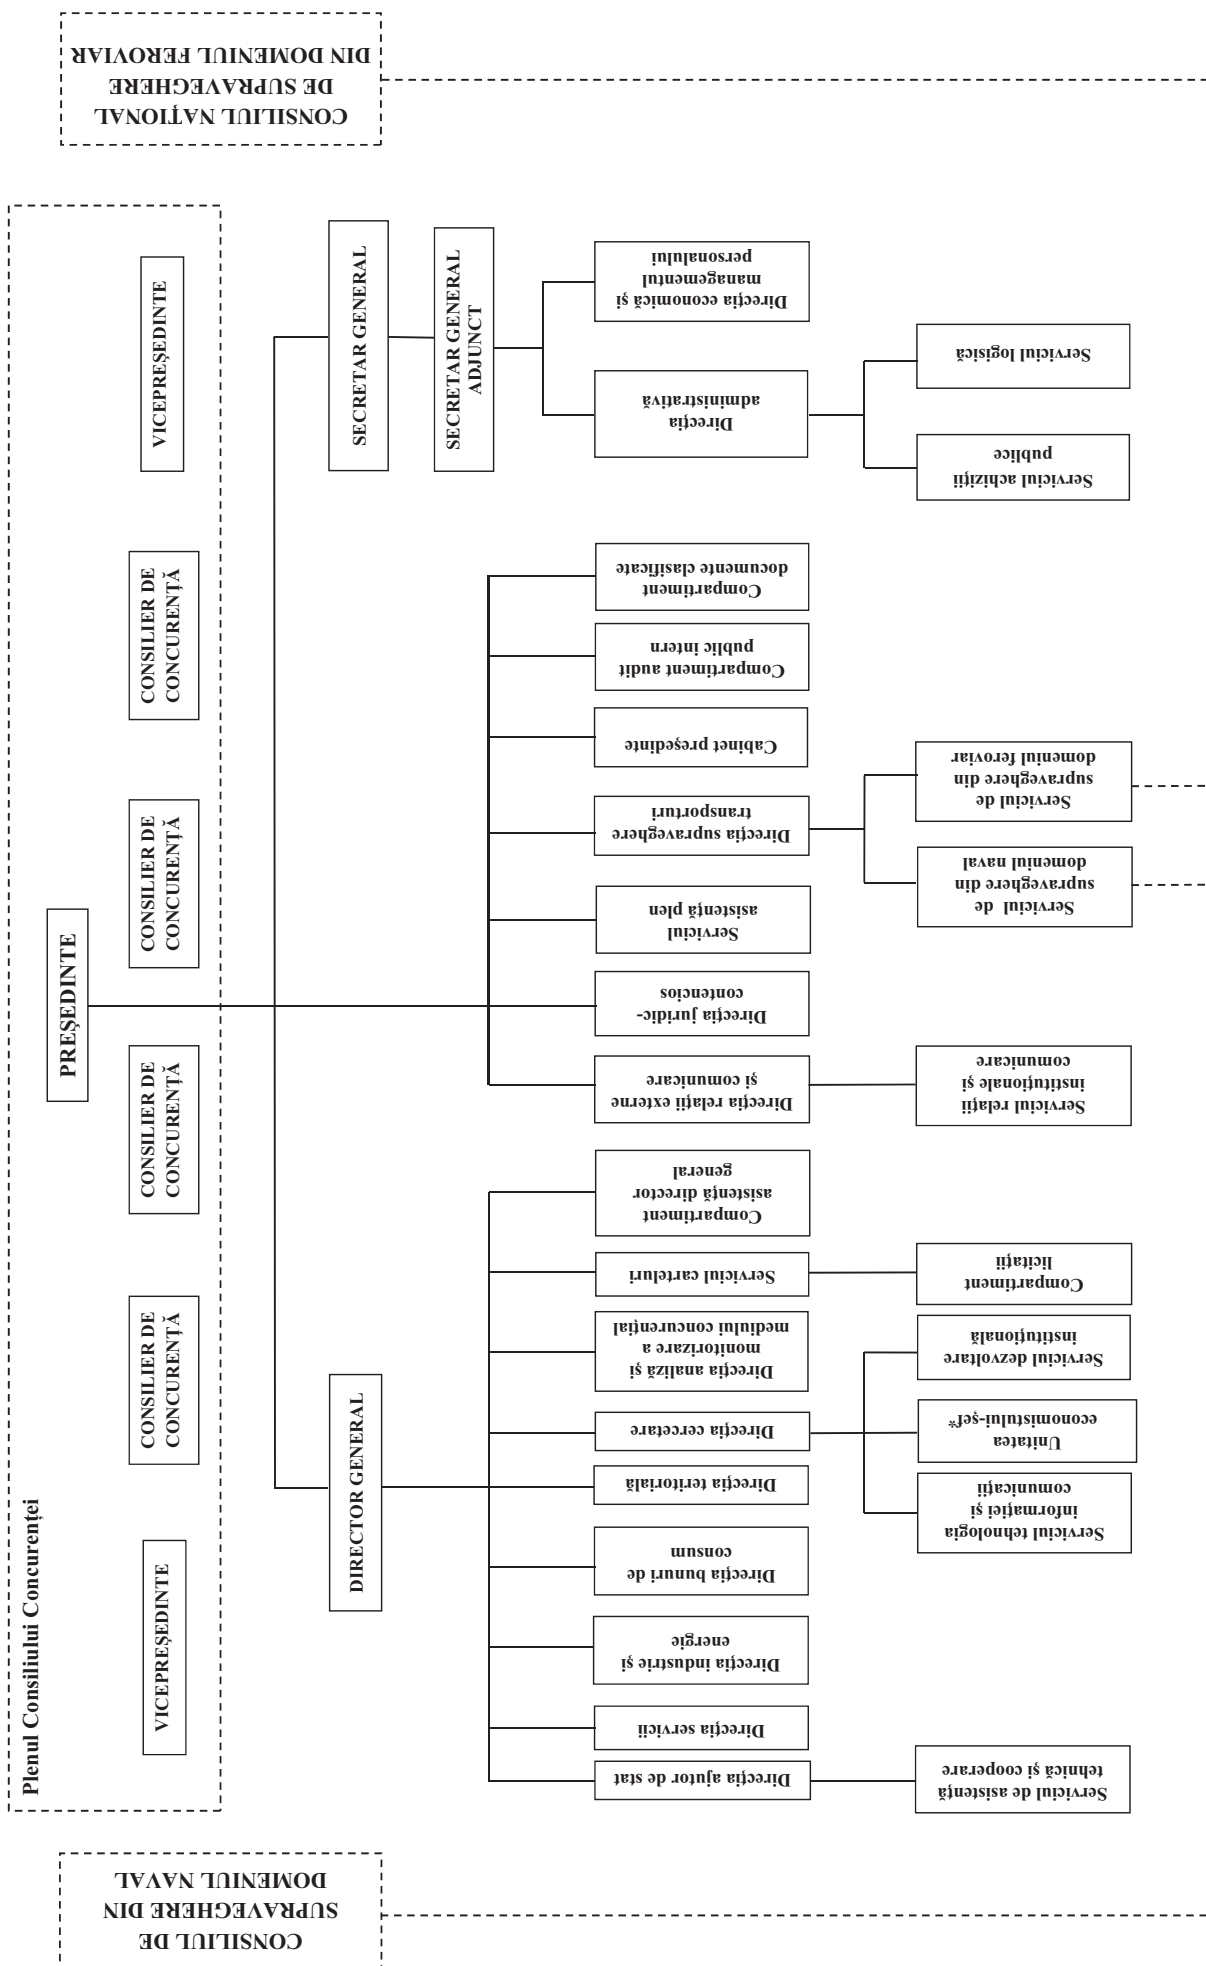 CONSILIUL DE
SUPRAVEGHERE DIN
DOMENIUL NAVAL
Plenul Consiliului Concurenței
PREȘEDINTE
VICEPREȘEDINTE
CONSILIER DE
CONCURENȚĂ
CONSILIER DE
CONCURENȚĂ
CONSILIER DE
CONCURENȚĂ
CONSILIER DE
CONCURENȚĂ
VICEPREȘEDINTE
CONSILIUL NAȚIONAL
DE SUPRAVEGHERE
DIN DOMENIUL FEROVIAR
DIRECTOR GENERAL
SECRETAR GENERAL
SECRETAR GENERAL
ADJUNCT
Direcția ajutor de stat
Direcția servicii
Direcția industrie și
energie
Direcția bunuri de
consum
Direcția teritorială
Direcția cercetare
Direcția analiză și
monitorizare a
mediului concurențial
Serviciul carteluri
Compartiment
asistență director
general
Direcția relații externe
și comunicare
Direcția juridic-
contencios
Serviciul
asistență plen
Direcția supraveghere
transporturi
Cabinet președinte
Compartiment audit
public intern
Compartiment
documente clasificate
Direcția
administrativă
Direcția economică și
managementul
personalului
Serviciul de asistență
tehnică și cooperare
Serviciul tehnologia
informației și
comunicații
Unitatea
economistului-șef*
Serviciul dezvoltare
instituțională
Compartiment
licitații
Serviciul relații
instituționale și
comunicare
Serviciul de
supraveghere din
domeniul naval
Serviciul de
supraveghere din
domeniul feroviar
Serviciul achiziții
publice
Serviciul logisică